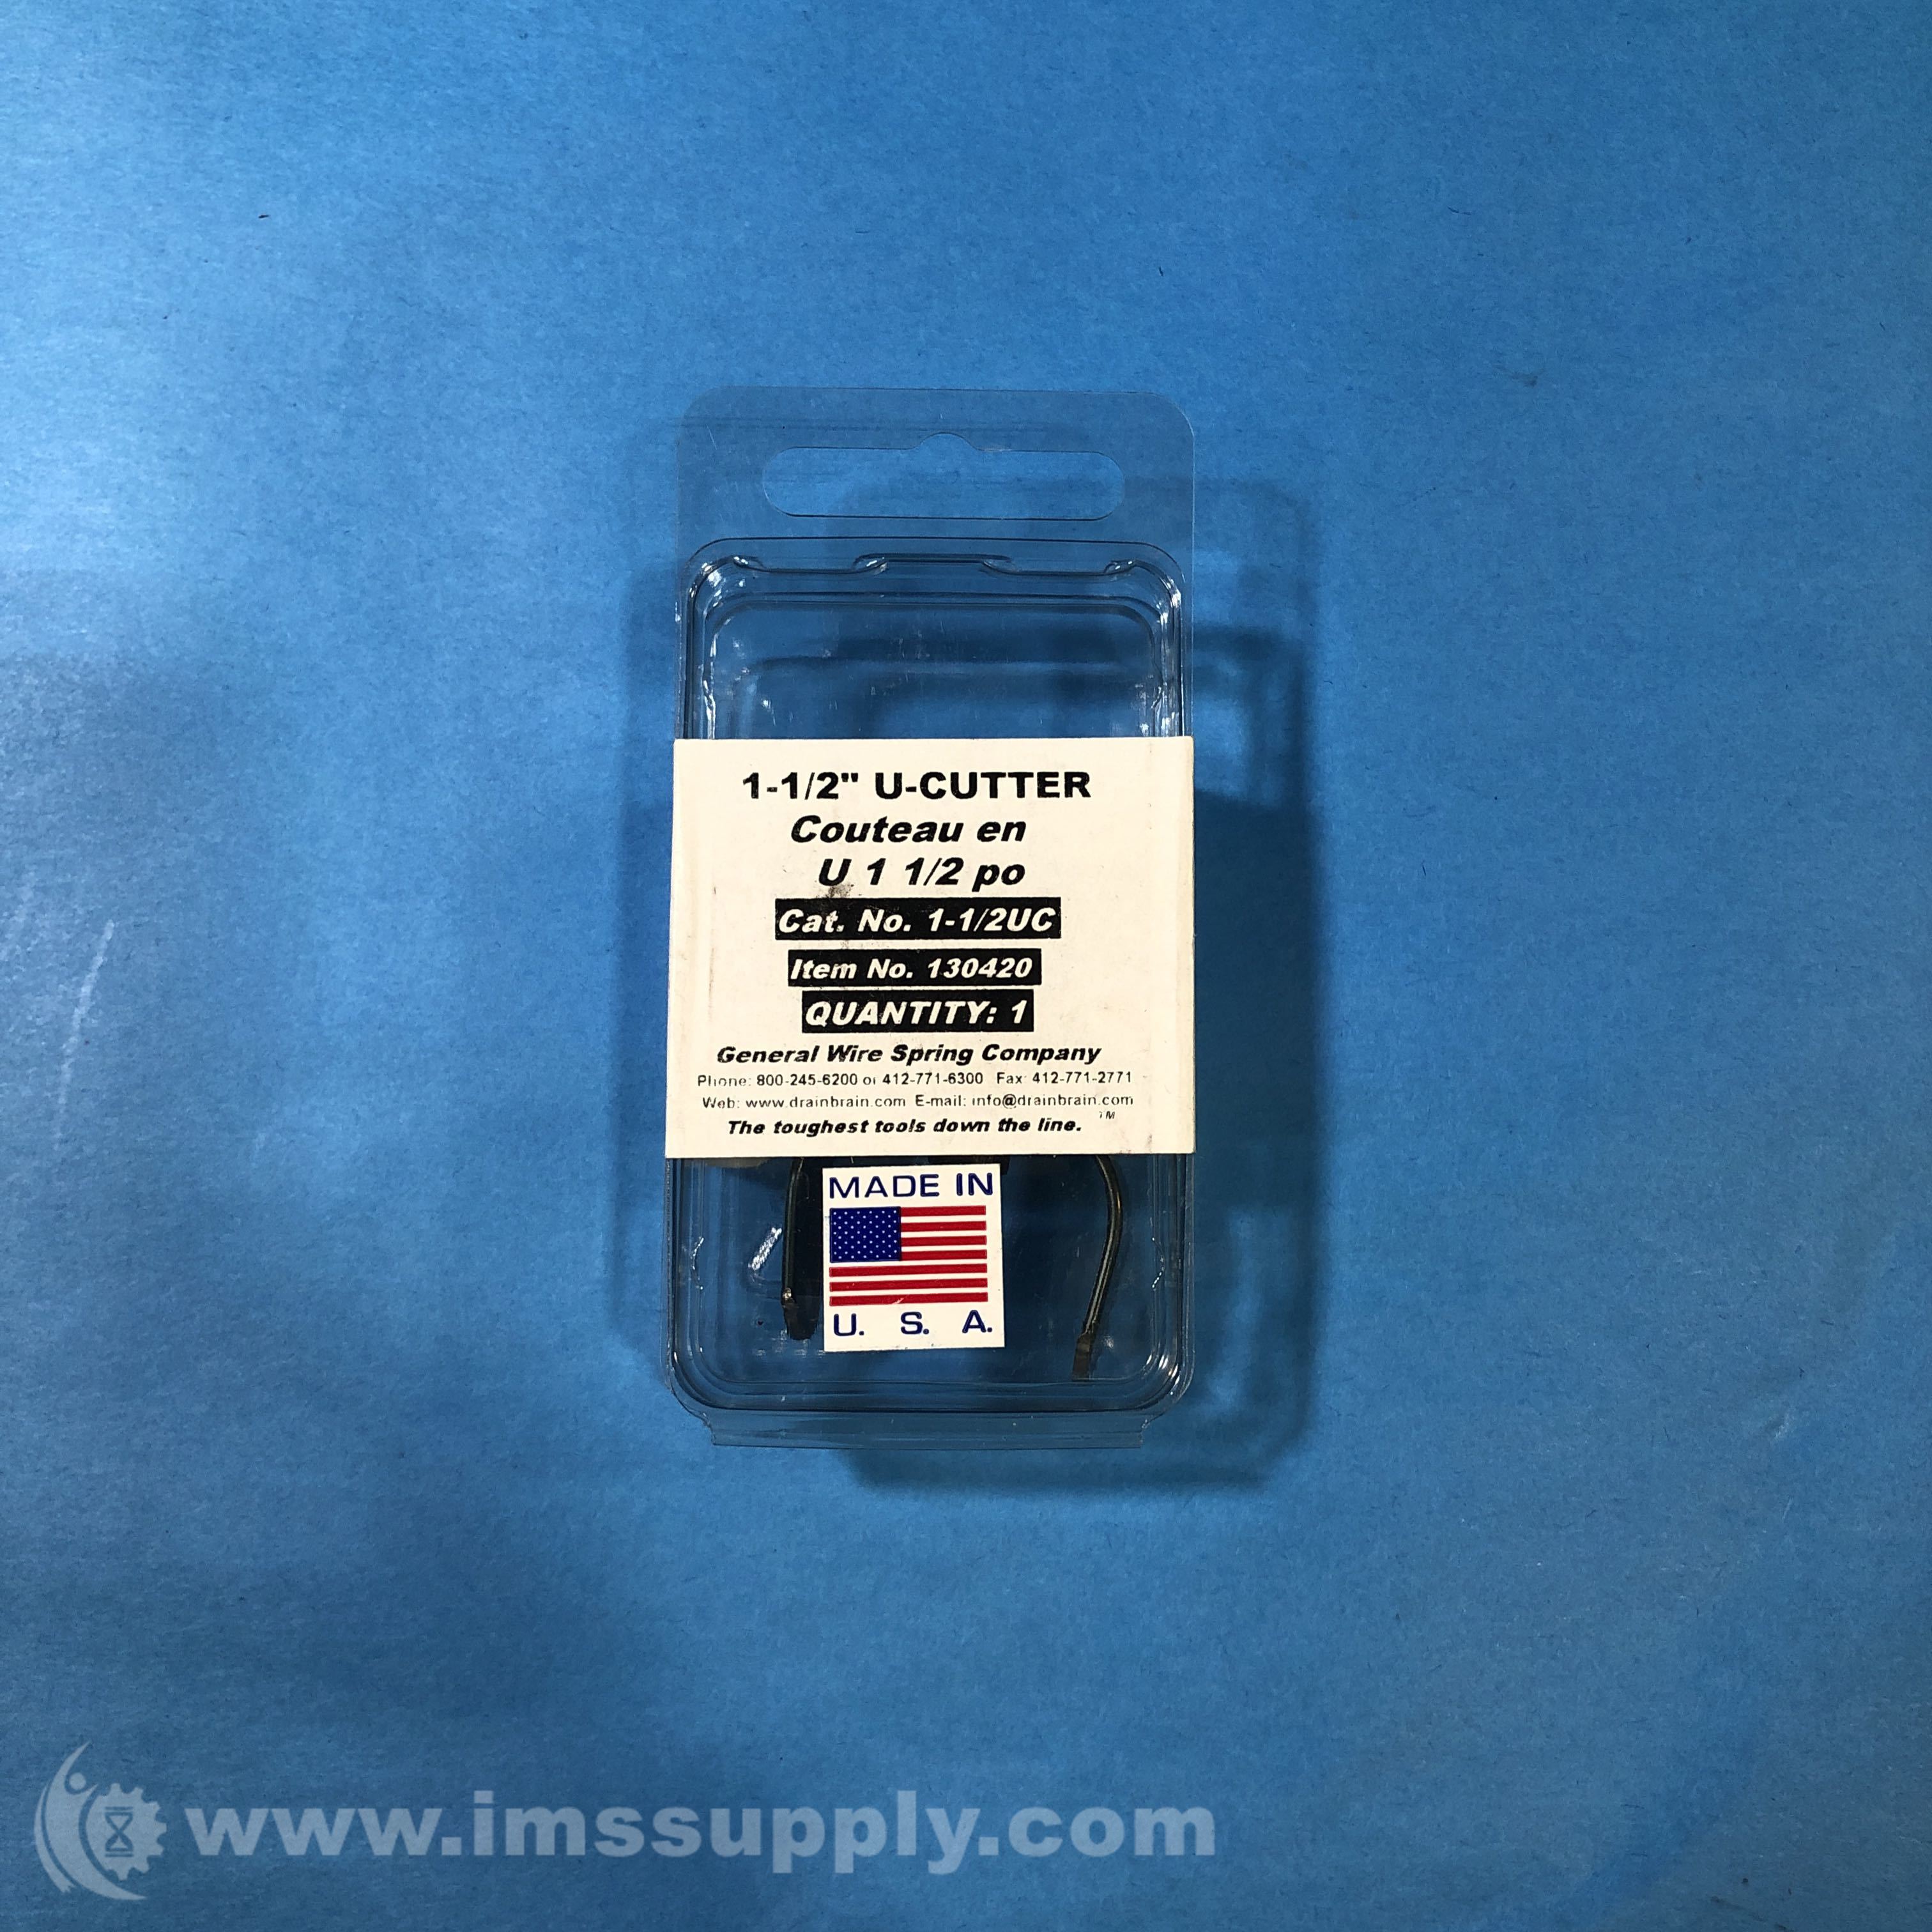 1-1/2" U-CUTTER
Couteau en
U 1 1/2 po
Cat. No. 1-1/2UC
Item No. 130420
QUANTITY: 1
General Wire Spring Company
Phone: 800-245-6200 or 412-771-6300 Fax: 412-771-2771
Web: www.drainbrain.com E-mail: info@drainbrain.com
The toughest tools down the line.™
MADE IN
U. S. A.
www.imssupply.com